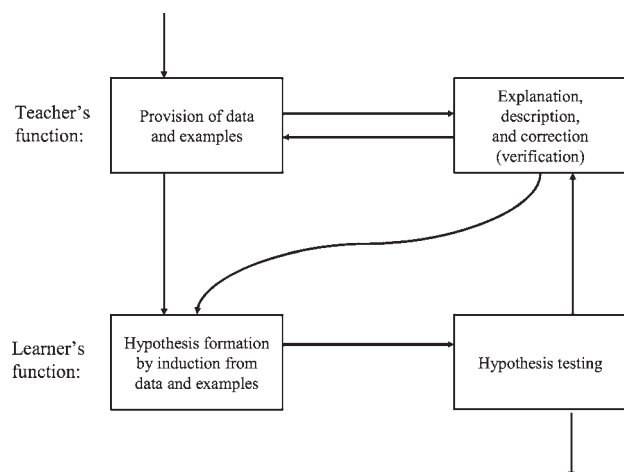 Teacher's
function:
Provision of data
and examples
Explanation,
description,
and correction
(verification)
Learner's
function:
Hypothesis formation
by induction from
data and examples
Hypothesis testing